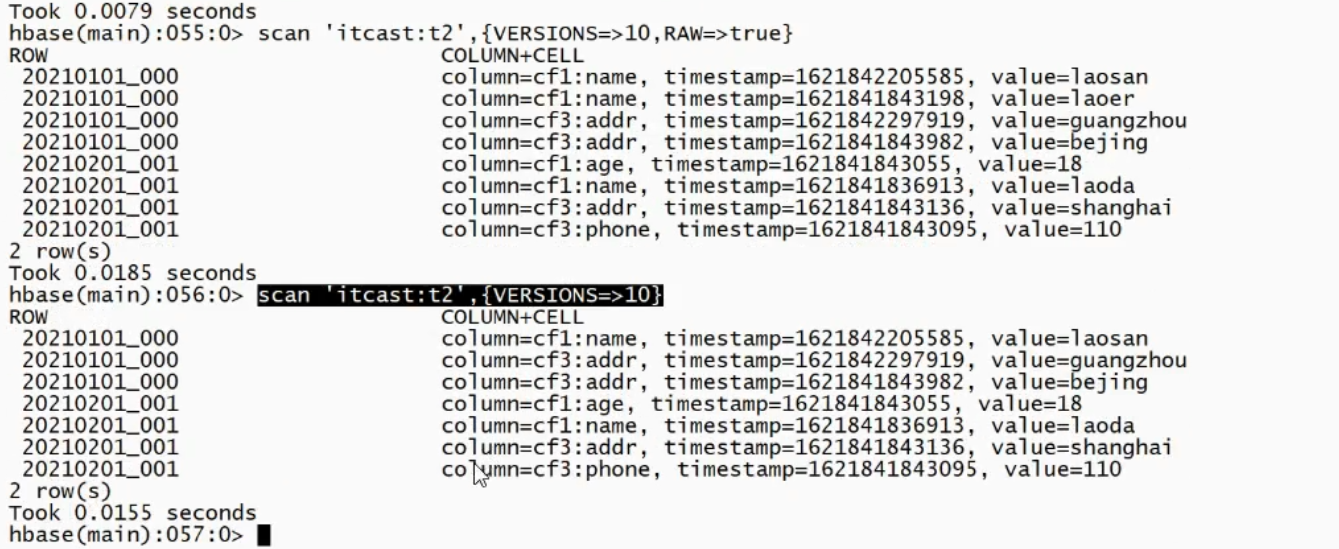 Took 0.0079 seconds
hbase(main):055:0> scan 'itcast:t2',{VERSIONS=>10,RAW=>true}
ROW COLUMN+CELL
20210101_000 column=cf1:name, timestamp=1621842205585, value=laosan
20210101_000 column=cf1:name, timestamp=1621841843198, value=laoer
20210101_000 column=cf3:addr, timestamp=1621842297919, value=guangzhou
20210101_000 column=cf3:addr, timestamp=1621841843982, value=bejing
20210201_001 column=cf1:age, timestamp=1621841843055, value=18
20210201_001 column=cf1:name, timestamp=1621841836913, value=laoda
20210201_001 column=cf3:addr, timestamp=1621841843136, value=shanghai
20210201_001 column=cf3:phone, timestamp=1621841843095, value=110
2 row(s)
Took 0.0185 seconds
hbase(main):056:0> scan 'itcast:t2',{VERSIONS=>10}
ROW COLUMN+CELL
20210101_000 column=cf1:name, timestamp=1621842205585, value=laosan
20210101_000 column=cf3:addr, timestamp=1621842297919, value=guangzhou
20210101_000 column=cf3:addr, timestamp=1621841843982, value=bejing
20210201_001 column=cf1:age, timestamp=1621841843055, value=18
20210201_001 column=cf1:name, timestamp=1621841836913, value=laoda
20210201_001 column=cf3:addr, timestamp=1621841843136, value=shanghai
20210201_001 column=cf3:phone, timestamp=1621841843095, value=110
2 row(s)
Took 0.0155 seconds
hbase(main):057:0>